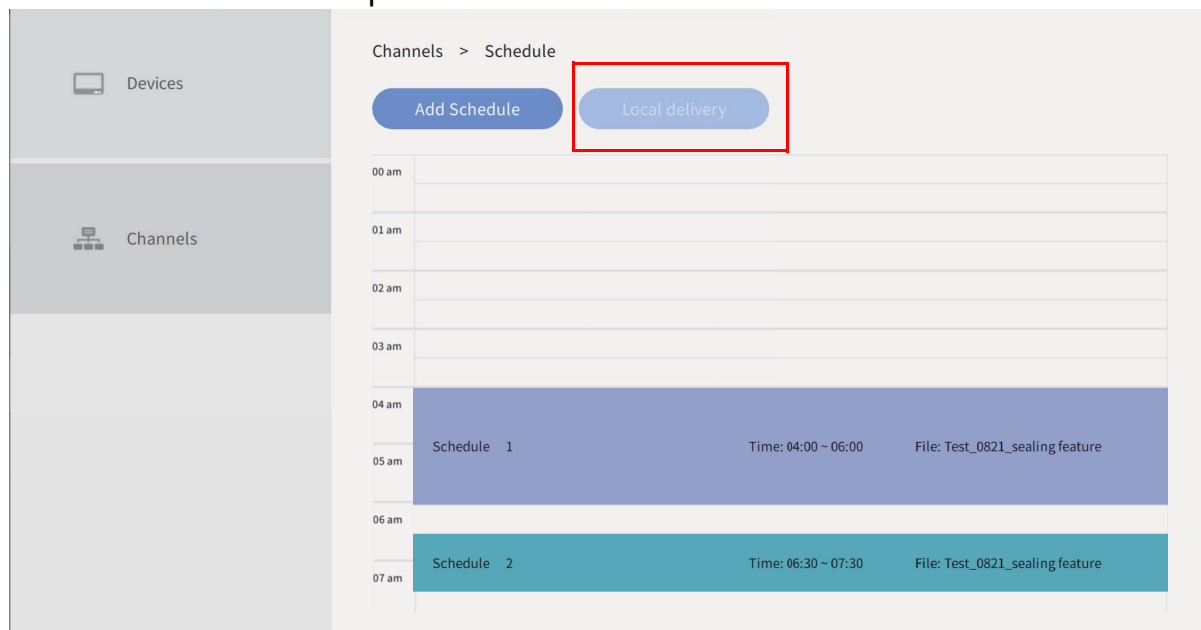 Devices
Channels
Channels > Schedule
Add Schedule
Local delivery
00 am
01 am
02 am
03 am
04 am
Schedule 1 Time: 04:00 ~ 06:00 File: Test_0821_sealing feature
05 am
06 am
Schedule 2 Time: 06:30 ~ 07:30 File: Test_0821_sealing feature
07 am